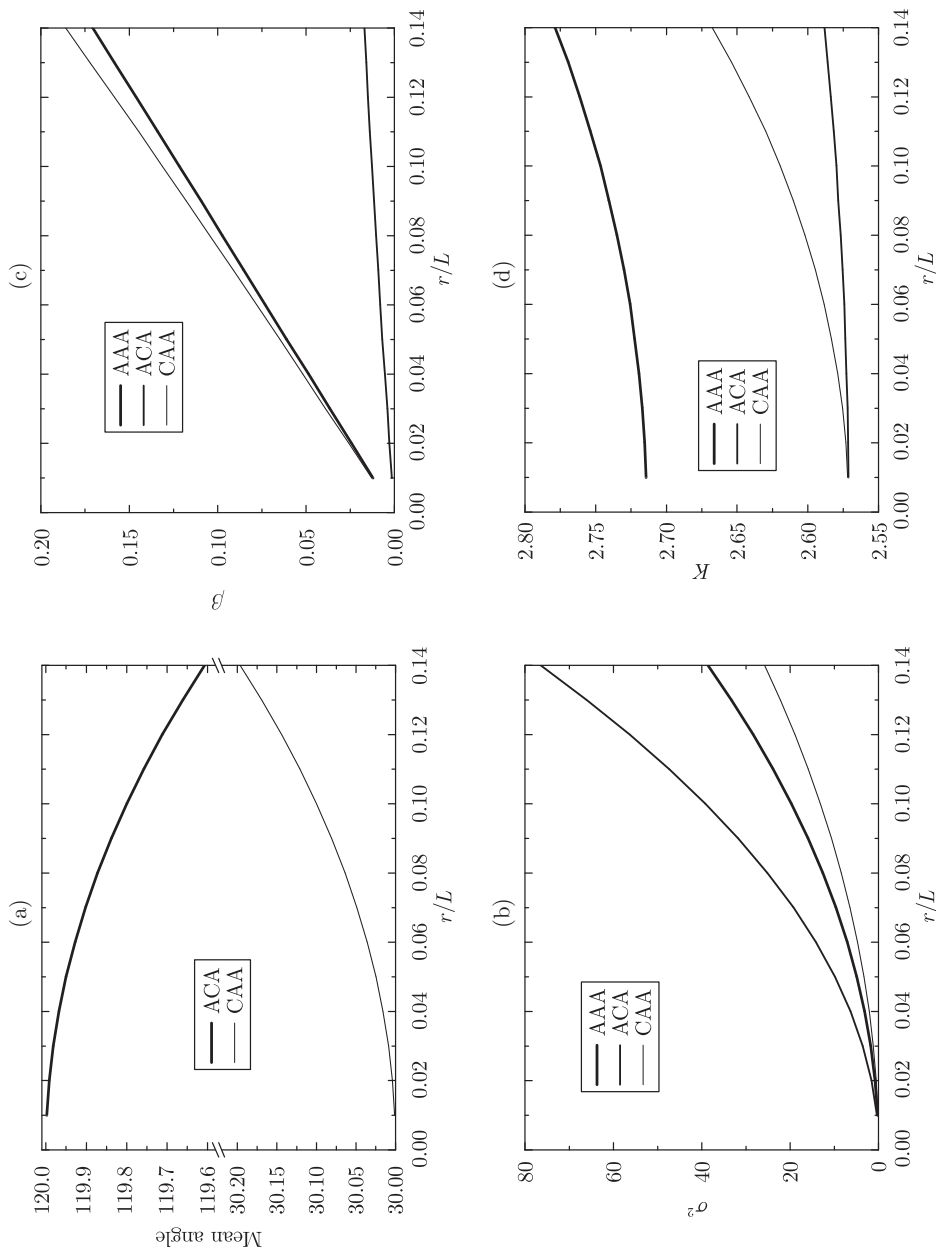 (a)
Mean angle
120.0
119.9
119.8
119.7
119.6
30.20
30.15
30.10
30.05
30.00
ACA
CAA
0.00 0.02 0.04 0.06 0.08 0.10 0.12 0.14
r/L
(c)
β
0.20
0.15
0.10
0.05
0.00
AAA
ACA
CAA
0.00 0.02 0.04 0.06 0.08 0.10 0.12 0.14
r/L
(b)
σ²
80
60
40
20
0
AAA
ACA
CAA
0.00 0.02 0.04 0.06 0.08 0.10 0.12 0.14
r/L
(d)
K
2.80
2.75
2.70
2.65
2.60
2.55
AAA
ACA
CAA
0.00 0.02 0.04 0.06 0.08 0.10 0.12 0.14
r/L